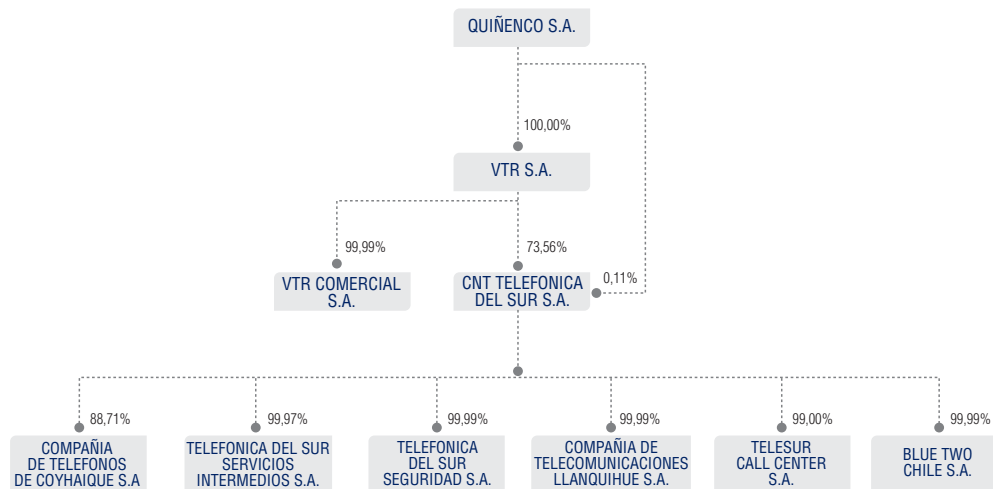 QUIÑENCO S.A.
100,00%
VTR S.A.
99,99%
73,56%
VTR COMERCIAL
S.A.
CNT TELEFONICA
DEL SUR S.A.
0,11%
88,71%
99,97%
99,99%
99,99%
99,00%
99,99%
COMPAÑIA
DE TELEFONOS
DE COYHAIQUE S.A
TELEFONICA DEL SUR
SERVICIOS
INTERMEDIOS S.A.
TELEFONICA
DEL SUR
SEGURIDAD S.A.
COMPAÑIA DE
TELECOMUNICACIONES
LLANQUIHUE S.A.
TELESUR
CALL CENTER
S.A.
BLUE TWO
CHILE S.A.